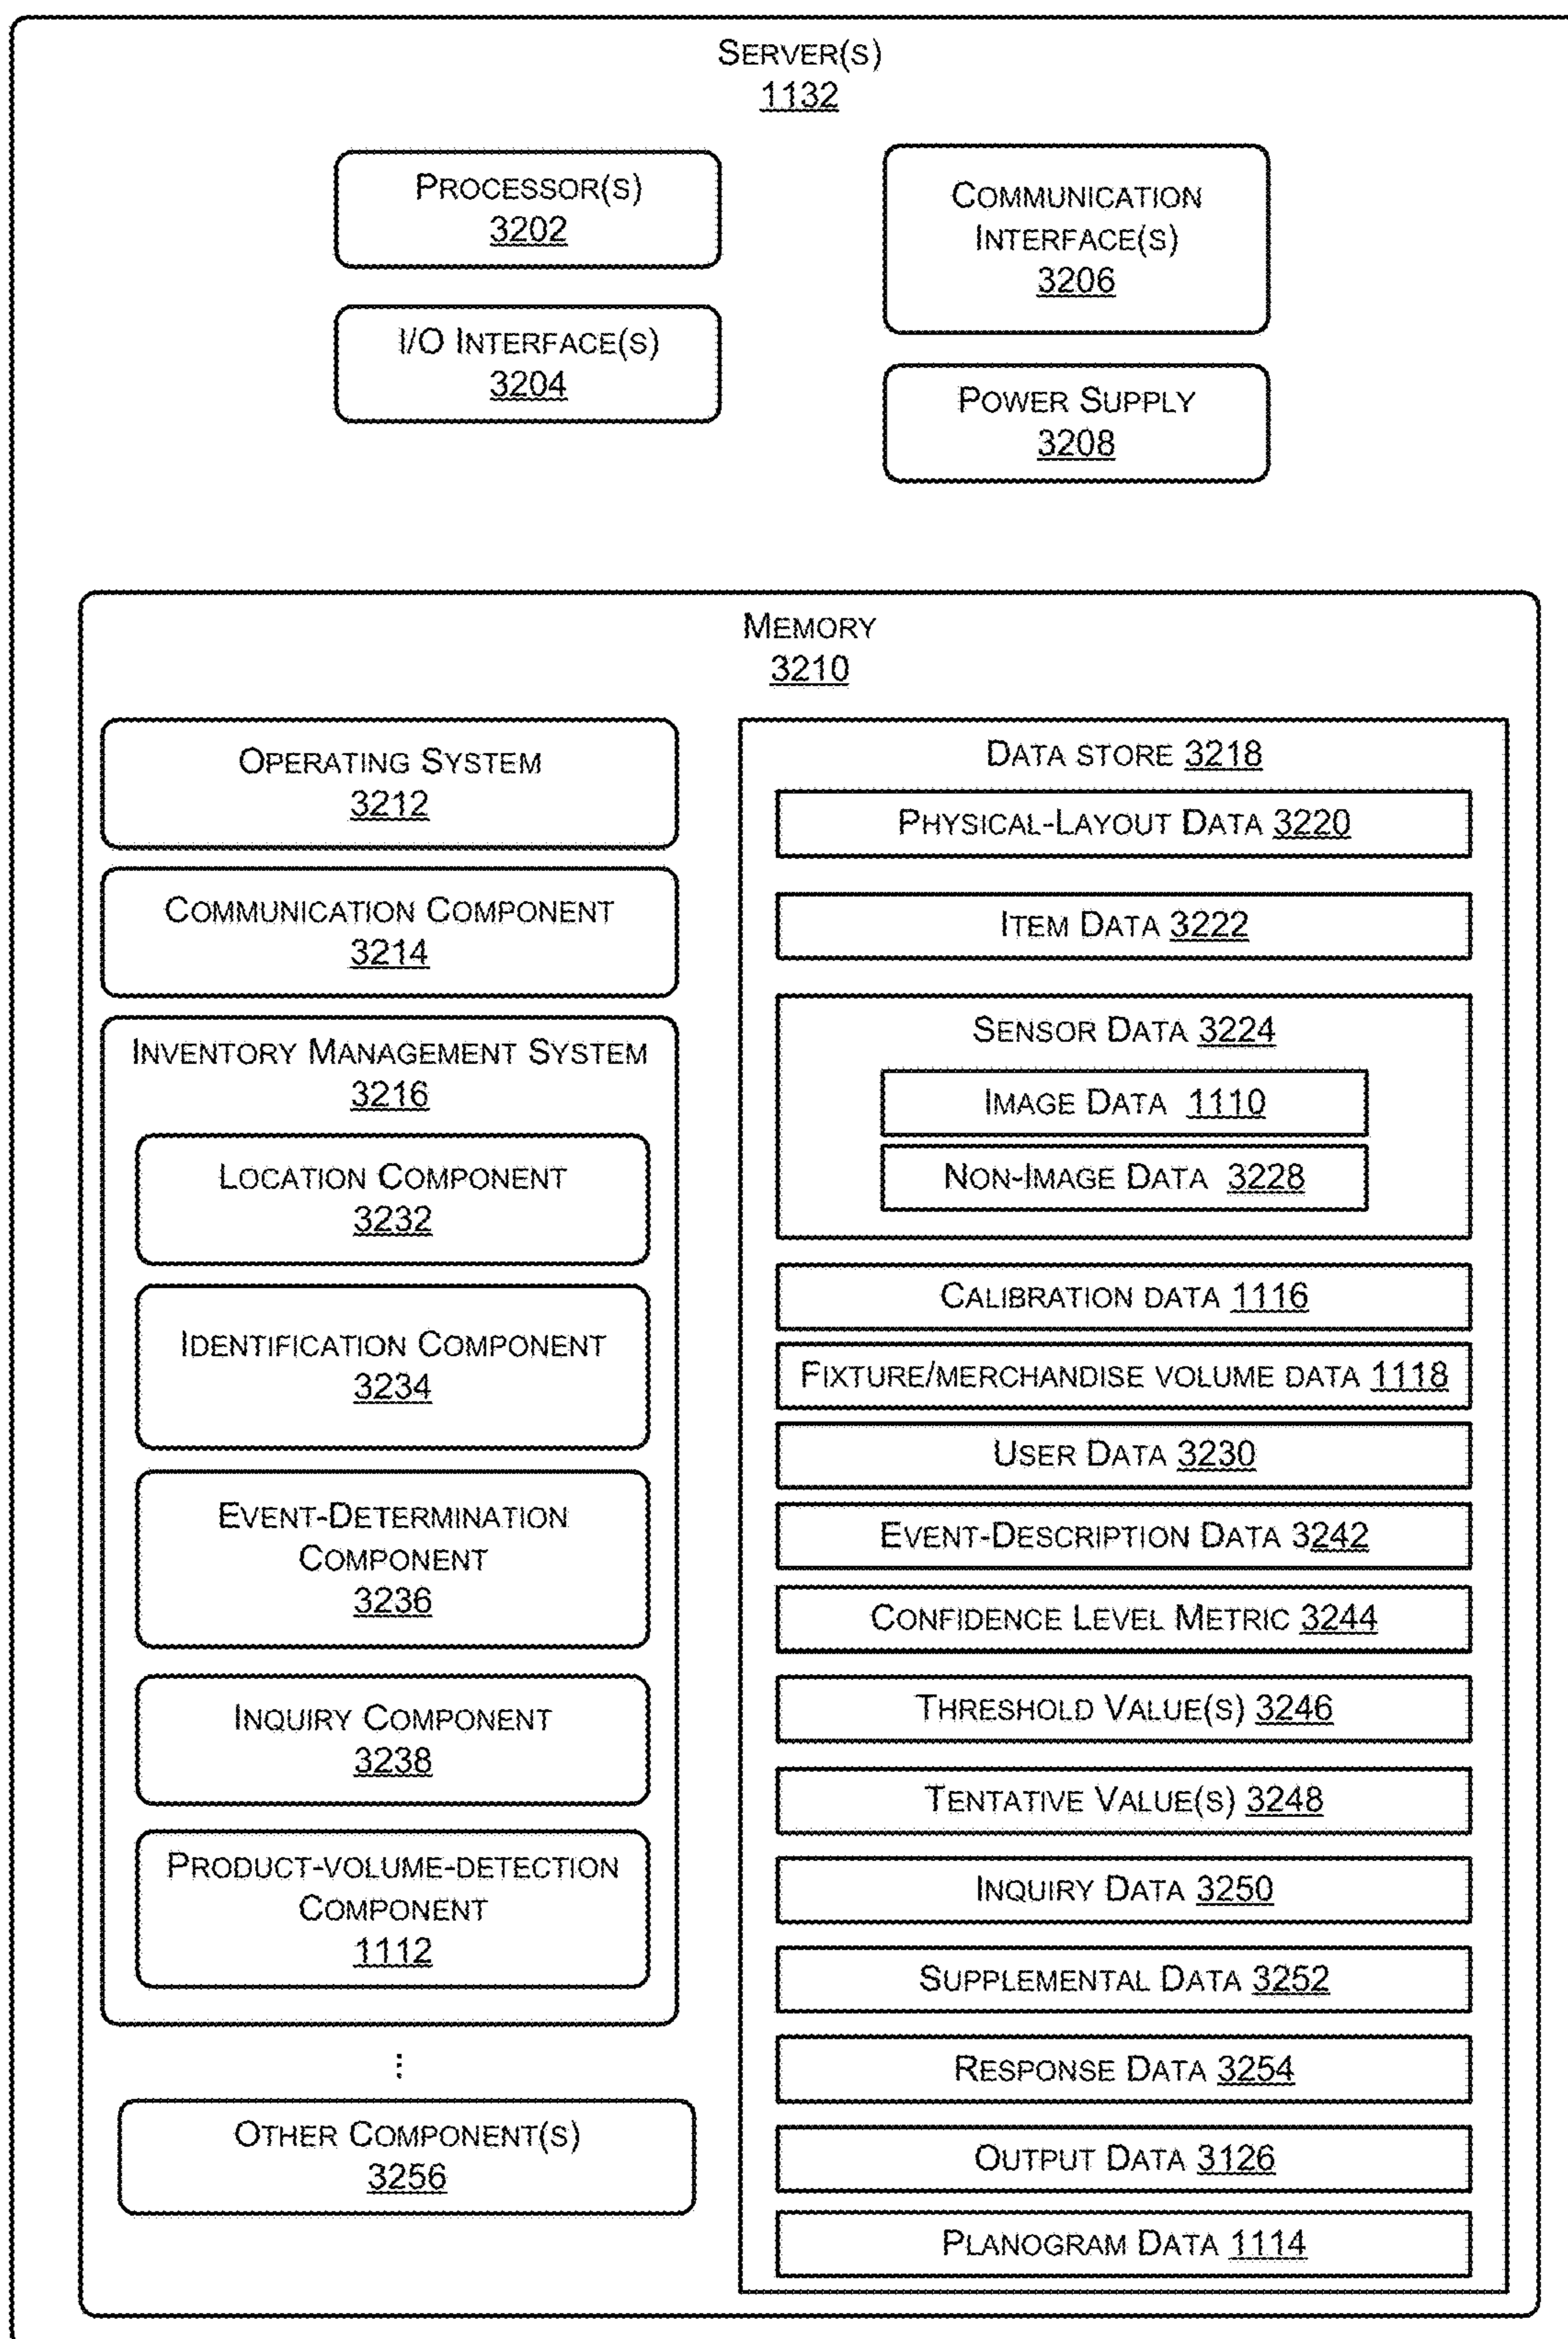 SERVER(S)
1132
PROCESSOR(S)
3202
I/O INTERFACE(S)
3204
COMMUNICATION
INTERFACE(S)
3206
POWER SUPPLY
3208
MEMORY
3210
OPERATING SYSTEM
3212
COMMUNICATION COMPONENT
3214
INVENTORY MANAGEMENT SYSTEM
3216
LOCATION COMPONENT
3232
IDENTIFICATION COMPONENT
3234
EVENT-DETERMINATION
COMPONENT
3236
INQUIRY COMPONENT
3238
PRODUCT-VOLUME-DETECTION
COMPONENT
1112
⋮
OTHER COMPONENT(S)
3256
DATA STORE 3218
PHYSICAL-LAYOUT DATA 3220
ITEM DATA 3222
SENSOR DATA 3224
IMAGE DATA 1110
NON-IMAGE DATA 3228
CALIBRATION DATA 1116
FIXTURE/MERCHANDISE VOLUME DATA 1118
USER DATA 3230
EVENT-DESCRIPTION DATA 3242
CONFIDENCE LEVEL METRIC 3244
THRESHOLD VALUE(S) 3246
TENTATIVE VALUE(S) 3248
INQUIRY DATA 3250
SUPPLEMENTAL DATA 3252
RESPONSE DATA 3254
OUTPUT DATA 3126
PLANOGRAM DATA 1114